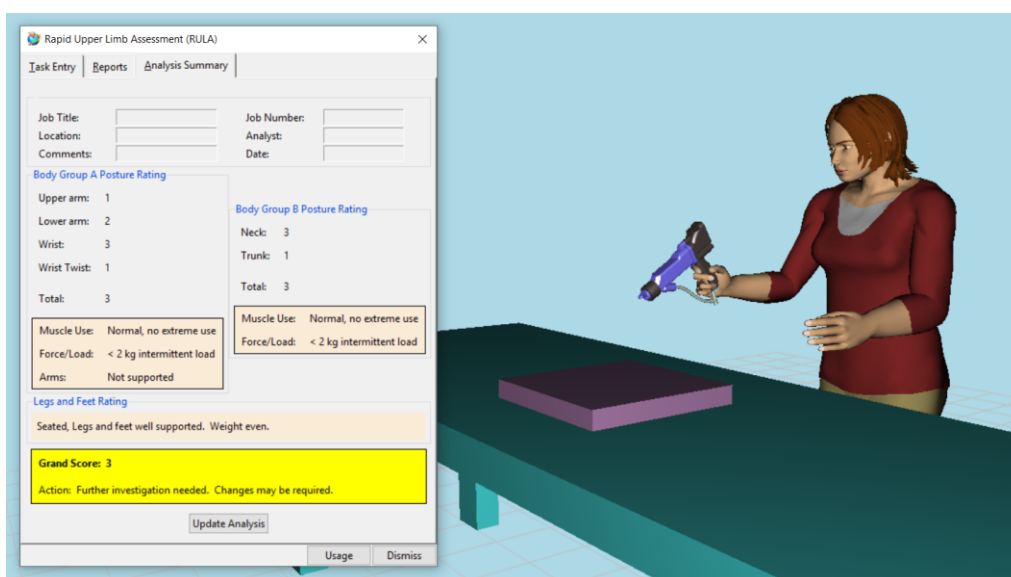 Rapid Upper Limb Assessment (RULA)
Task Entry Reports Analysis Summary
Job Title: Job Number:
Location: Analyst:
Comments: Date:
Body Group A Posture Rating
Upper arm: 1
Lower arm: 2
Wrist: 3
Wrist Twist: 1
Total: 3
Muscle Use: Normal, no extreme use
Force/Load: < 2 kg intermittent load
Arms: Not supported
Body Group B Posture Rating
Neck: 3
Trunk: 1
Total: 3
Muscle Use: Normal, no extreme use
Force/Load: < 2 kg intermittent load
Legs and Feet Rating
Seated, Legs and feet well supported. Weight even.
Grand Score: 3
Action: Further investigation needed. Changes may be required.
Update Analysis
Usage Dismiss